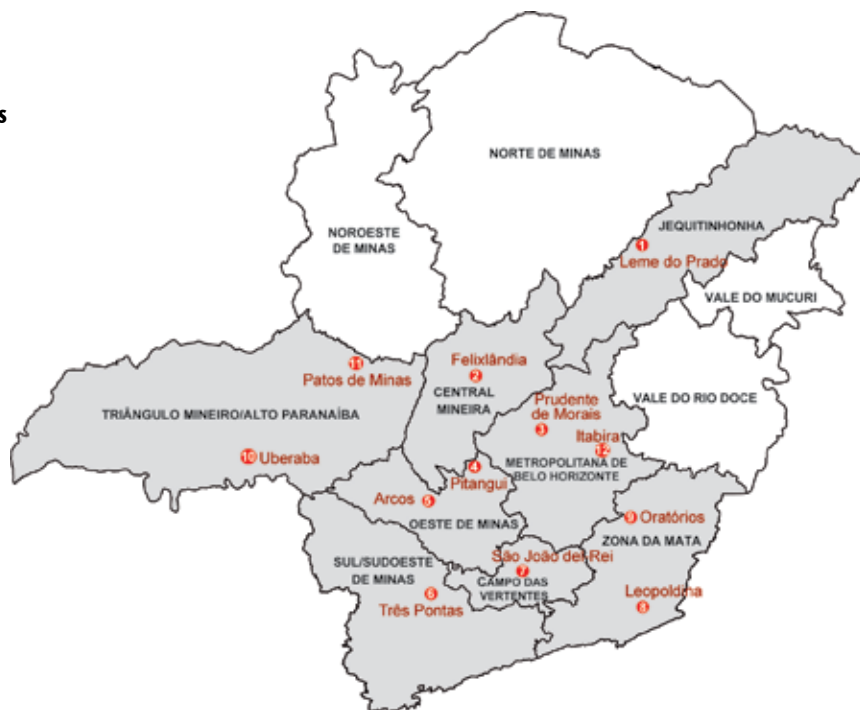 s
NORTE DE MINAS
JEQUITINHONHA
1
Leme do Prado
NOROESTE
DE MINAS
VALE DO MUCURI
11
Patos de Minas
Felixlândia
2
CENTRAL
MINEIRA
Prudente
de Morais
3
VALE DO RIO DOCE
TRIÂNGULO MINEIRO/ALTO PARANAÍBA
Itabira
12
10 Uberaba
4
Pitangui
METROPOLITANA DE
BELO HORIZONTE
Arcos 5
OESTE DE MINAS
9 Oratórios
ZONA DA MATA
São João del Rei
7
SUL/SUDOESTE
DE MINAS
CAMPO DAS
VERTENTES
6
Três Pontas
Leopoldina
8